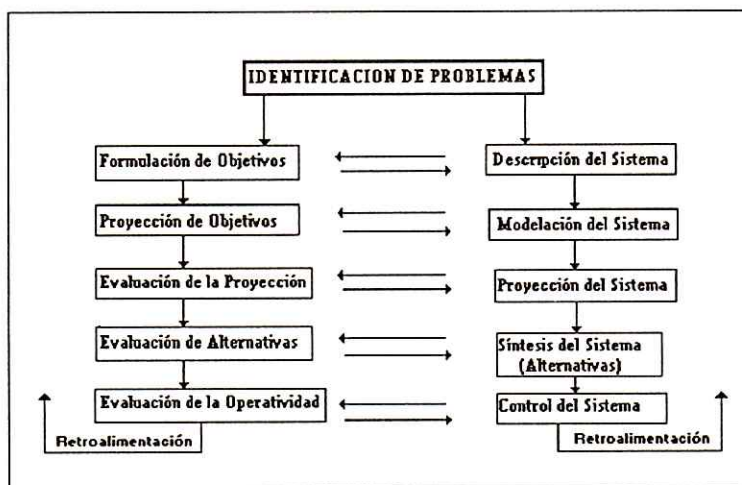 IDENTIFICACION DE PROBLEMAS
Formulación de Objetivos
Descripción del Sistema
Proyección de Objetivos
Modelación del Sistema
Evaluación de la Proyección
Proyección del Sistema
Evaluación de Alternativas
Síntesis del Sistema
(Alternativas)
Evaluación de la Operatividad
Control del Sistema
Retroalimentación
Retroalimentación